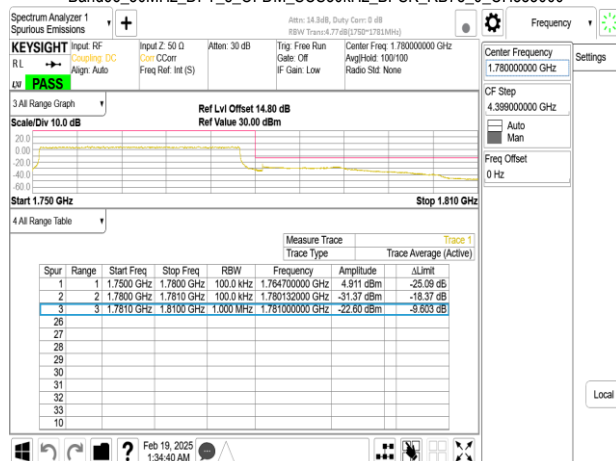 Spectrum Analyzer 1
Spurious Emissions
+
Attn: 14.3dB, Duty Corr: 0 dB
RBW Tranc:4.77dB(1750~1781MHz)
Frequency
Settings
KEYSIGHT
Input: RF
Coupling: DC
Align: Auto
Input Z: 50 Ω
Corr CCorr
Freq Ref: Int (S)
Atten: 30 dB
Trig: Free Run
Gate: Off
IF Gain: Low
Center Freq: 1.780000000 GHz
Avg|Hold: 100/100
Radio Std: None
RL
LXI
PASS
Center Frequency
1.780000000 GHz
CF Step
4.399000000 GHz
Auto
Man
Freq Offset
0 Hz
3 All Range Graph
Scale/Div 10.0 dB
Ref Lvl Offset 14.80 dB
Ref Value 30.00 dBm
20.0
0.00
-20.0
-40.0
-60.0
Start 1.750 GHz
Stop 1.810 GHz
4 All Range Table
Measure Trace Trace 1
Trace Type Trace Average (Active)
Spur Range Start Freq Stop Freq RBW Frequency Amplitude ΔLimit
1 1 1.7500 GHz 1.7800 GHz 100.0 kHz 1.764700000 GHz 4.911 dBm -25.09 dB
2 2 1.7800 GHz 1.7810 GHz 100.0 kHz 1.780132000 GHz -31.37 dBm -18.37 dB
3 3 1.7810 GHz 1.8100 GHz 1.000 MHz 1.781000000 GHz -22.60 dBm -9.603 dB
26
27
28
29
30
31
32
33
10
Local
?
Feb 19, 2025
1:34:40 AM